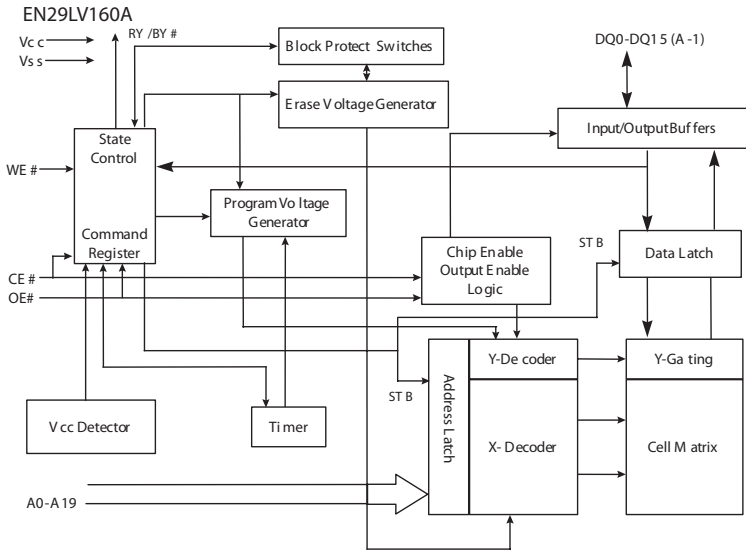 EN29LV160A
Vcc
Vss
RY/BY#
Block Protect Switches
DQ0-DQ15 (A-1)
Erase Voltage Generator
Input/Output Buffers
State
Control
WE#
Program Voltage
Generator
Command
Register
STB
Chip Enable
Output Enable
Logic
Data Latch
CE#
OE#
Y-Decoder
Y-Gating
Address Latch
STB
Vcc Detector
Timer
X-Decoder
Cell Matrix
A0-A19